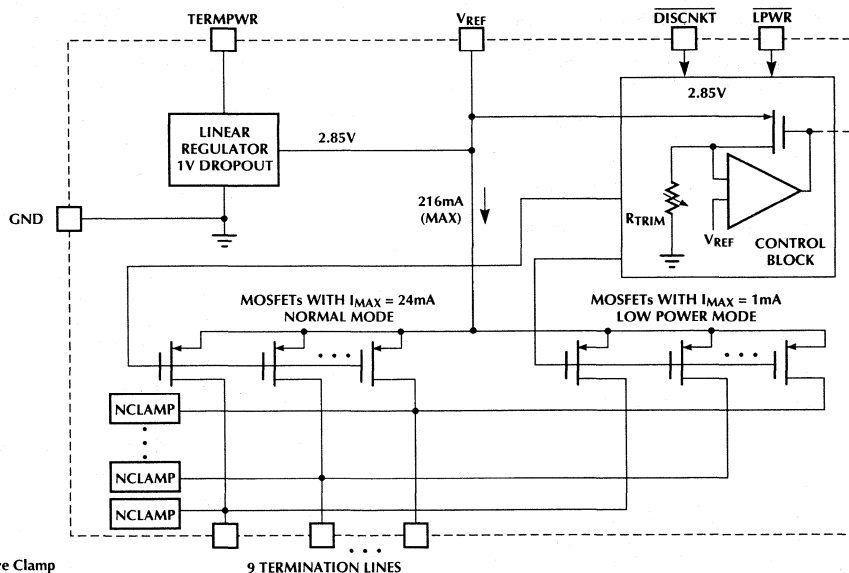 TERMPWR
VREF
DISCNKT
LPWR
2.85V
LINEAR
REGULATOR
1V DROPOUT
2.85V
GND
216mA
(MAX)
RTRIM
VREF
CONTROL
BLOCK
MOSFETs WITH IMAX = 24mA
NORMAL MODE
MOSFETs WITH IMAX = 1mA
LOW POWER MODE
NCLAMP
NCLAMP
NCLAMP
ve Clamp
9 TERMINATION LINES